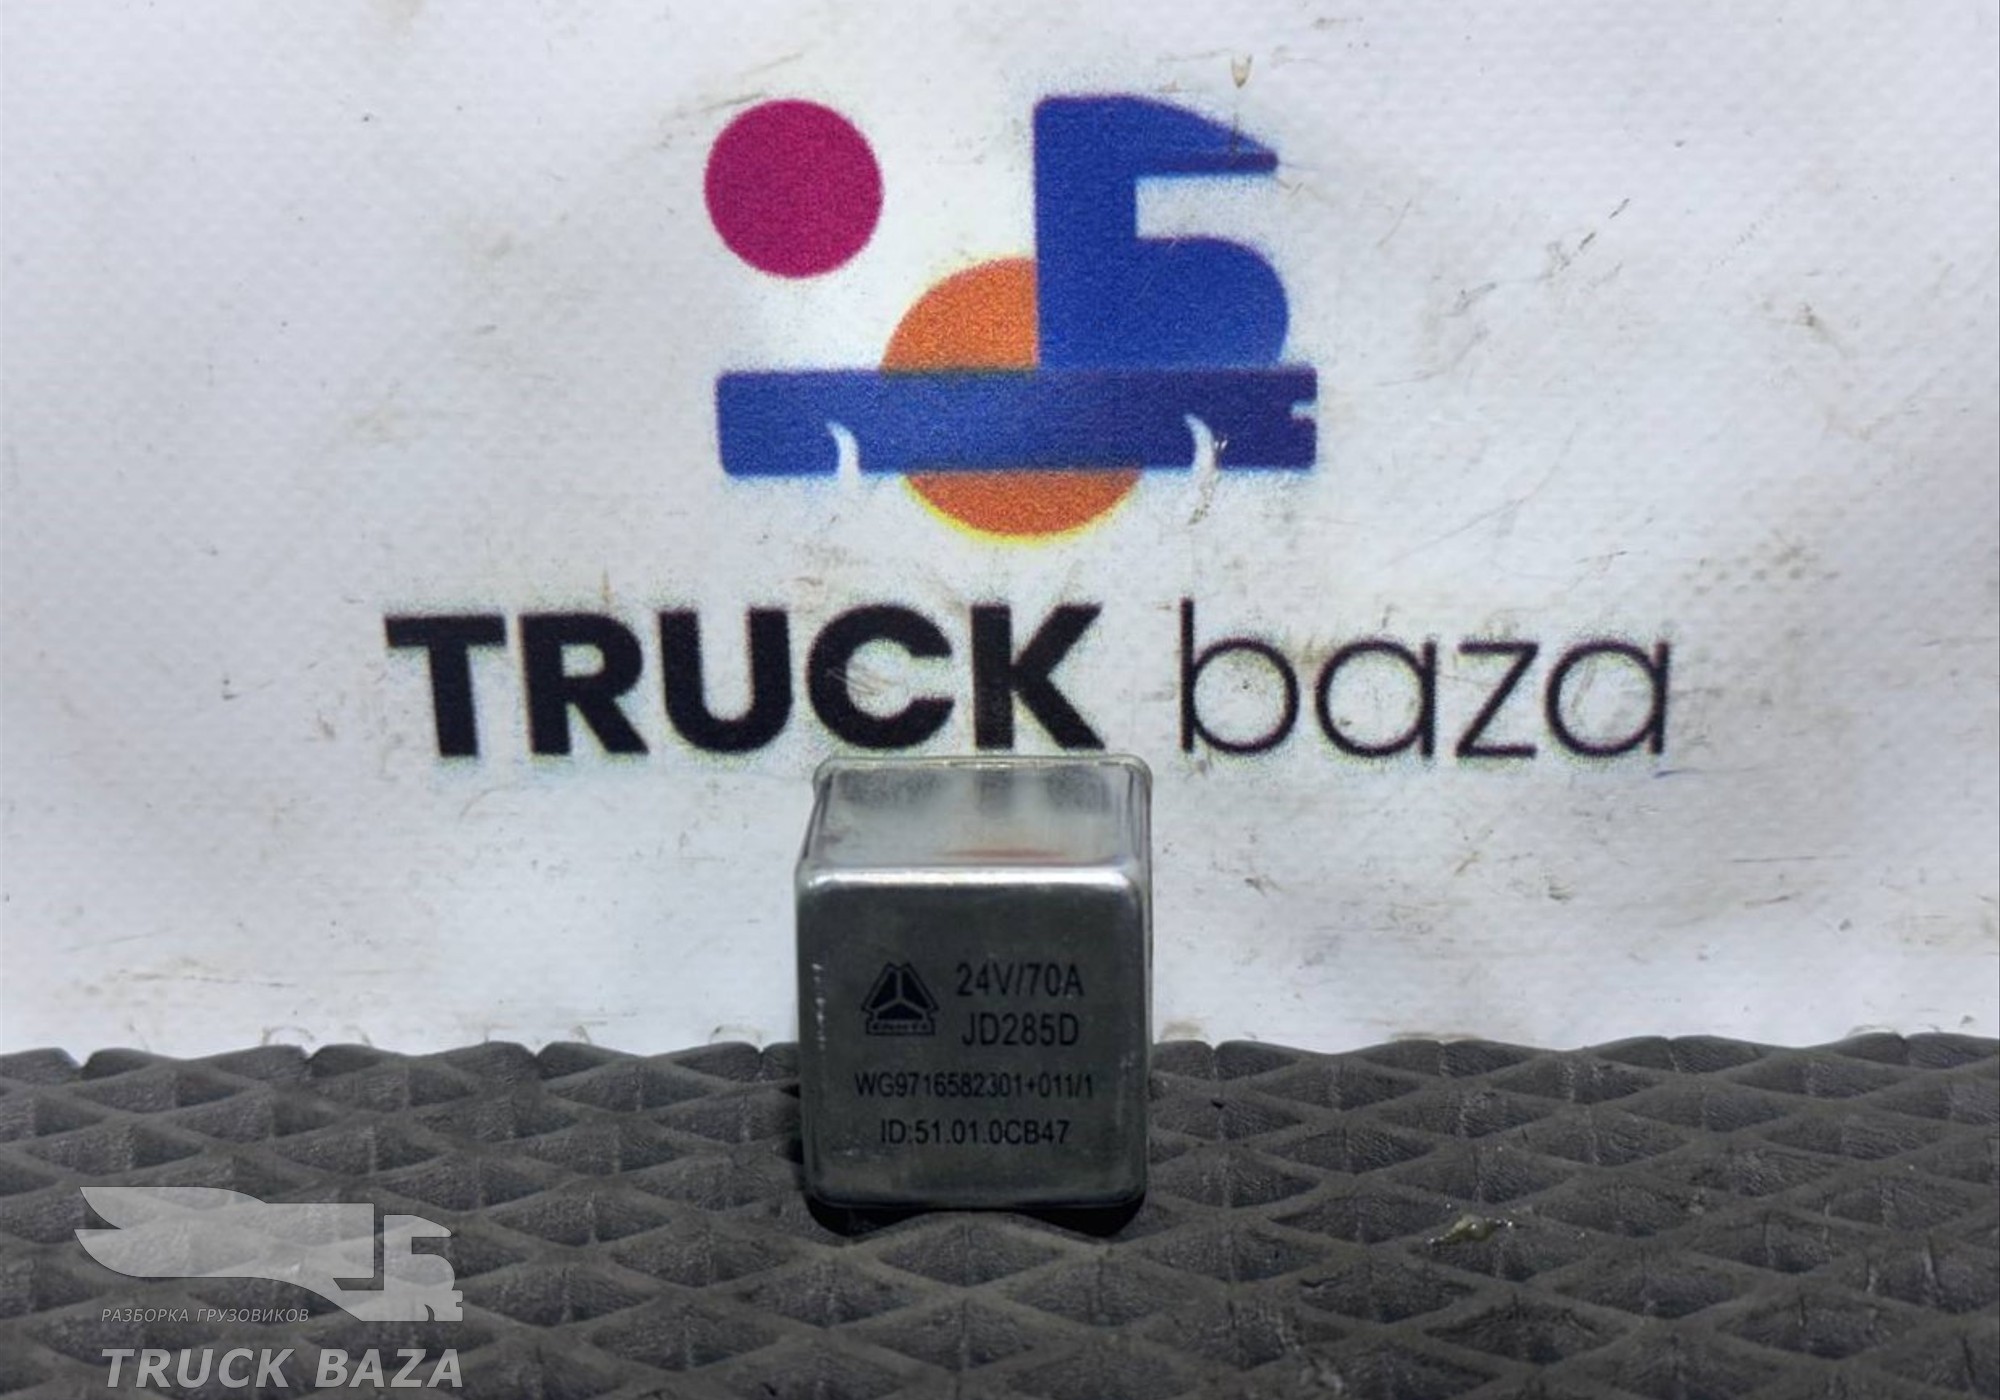 TRUCK baza
24V/70A
JD285D
WG9716582301+011/1
ID:51.01.0CB47
РАЗБОРКА ГРУЗОВИКОВ
TRUCK BAZA